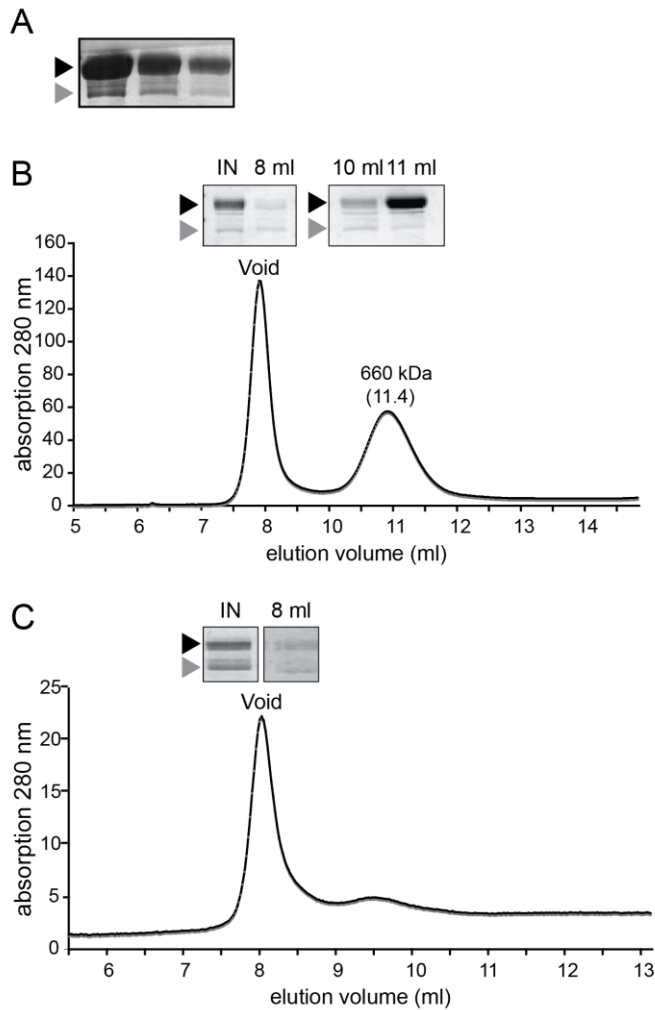 A
B
IN 8 ml 10 ml 11 ml
160
140
120
100
80
60
40
20
0
absorption 280 nm
Void
660 kDa
(11.4)
5 6 7 8 9 10 11 12 13 14
elution volume (ml)
C
IN 8 ml
25
20
15
10
5
0
absorption 280 nm
Void
6 7 8 9 10 11 12 13
elution volume (ml)